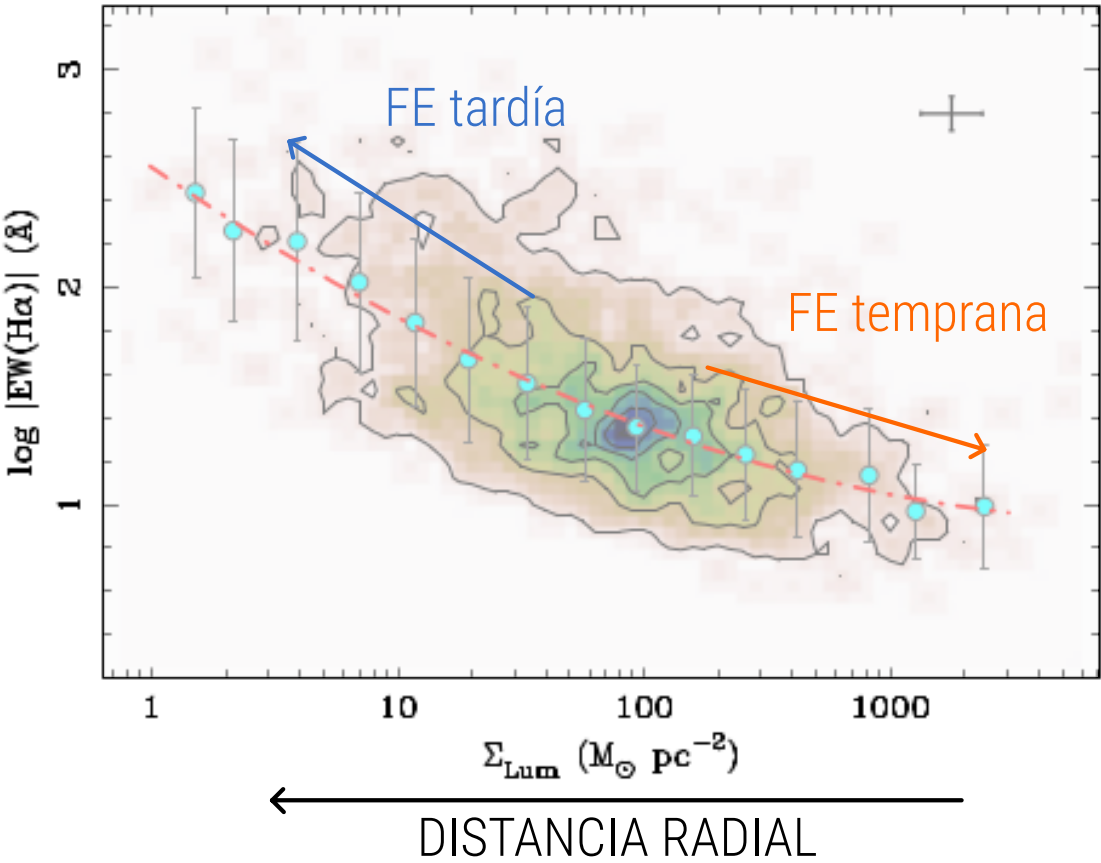 FE tardía
FE temprana
log |EW(Hα)| (Å)
3
2
1
1 10 100 1000
Σ_Lum (M_⊙ pc⁻²)
DISTANCIA RADIAL